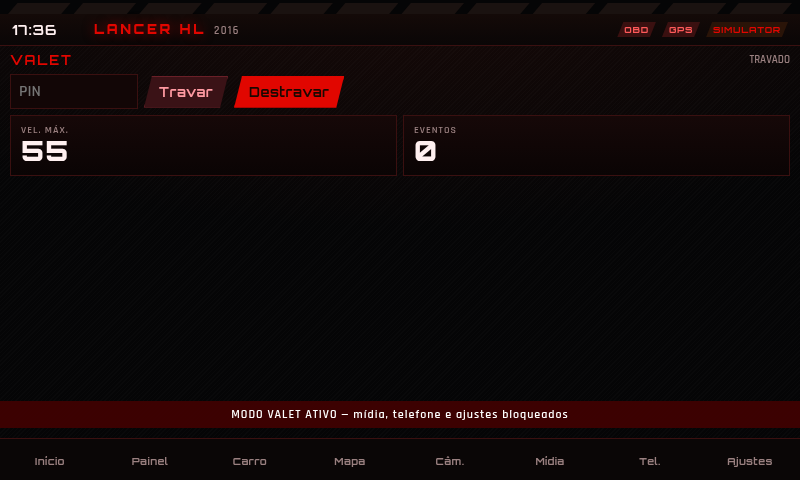 17:36 LANCER HL 2016 OBD GPS SIMULATOR
VALET TRAVADO
PIN Travar Destravar
VEL. MÁX. EVENTOS
55 0
MODO VALET ATIVO — mídia, telefone e ajustes bloqueados
Início Painel Carro Mapa Câm. Mídia Tel. Ajustes